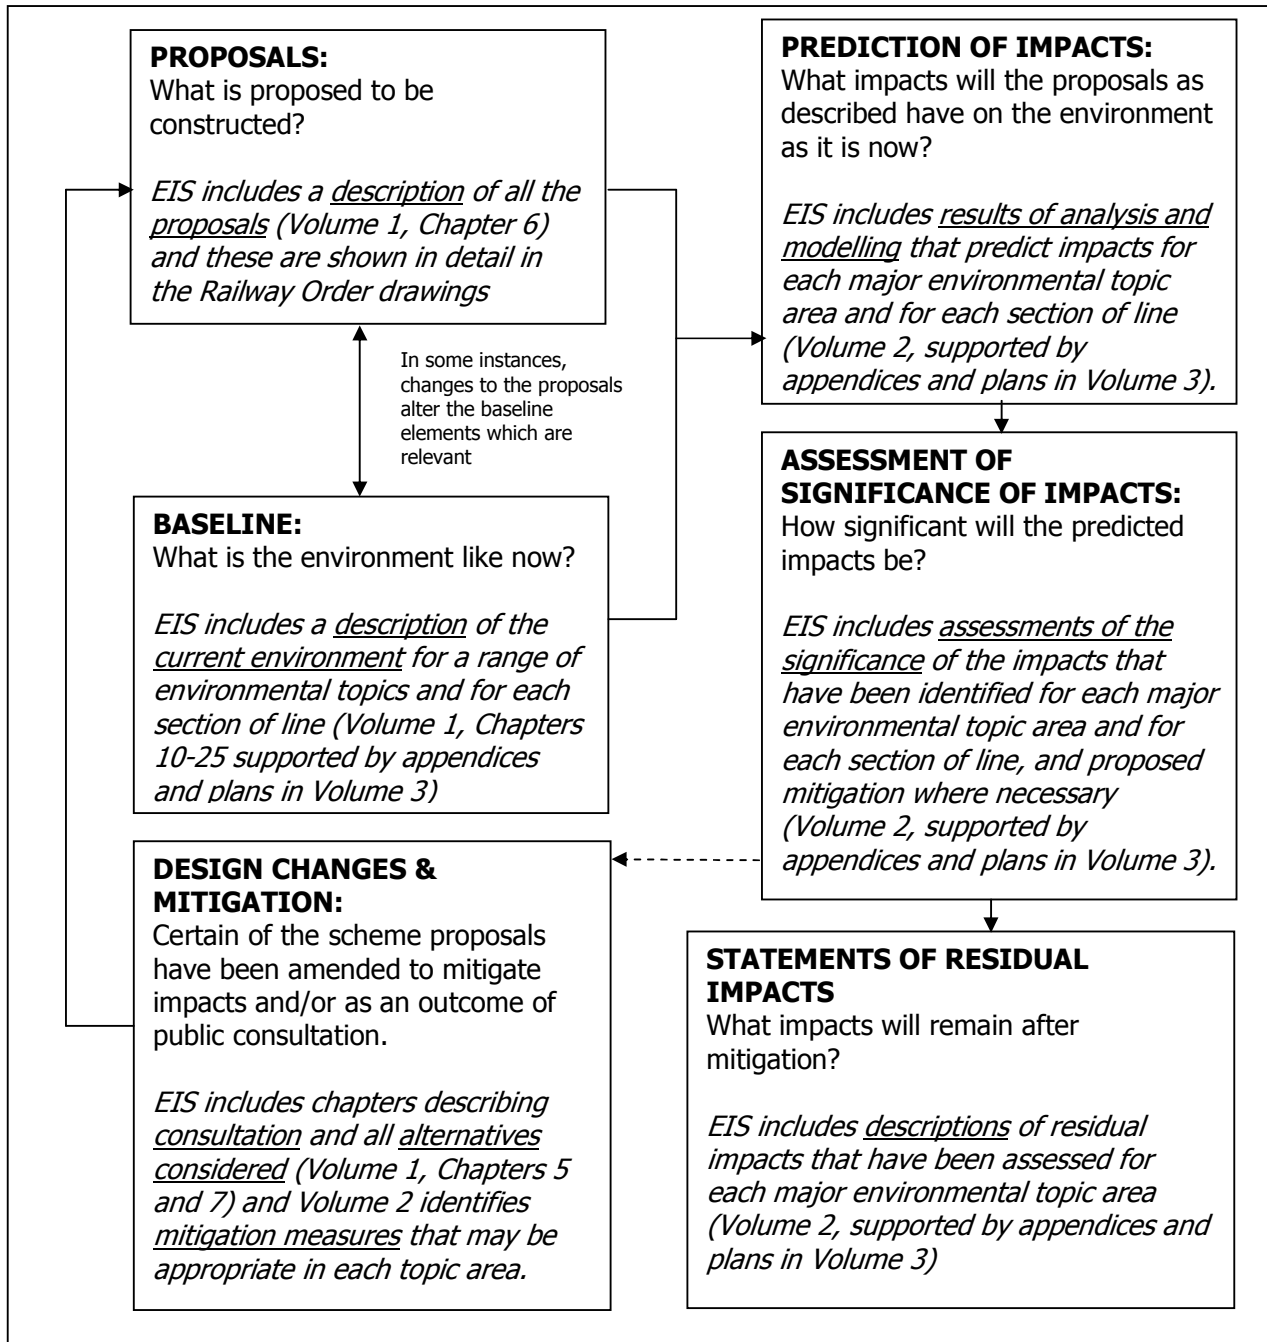 PROPOSALS:
What is proposed to be
constructed?
EIS includes a description of all the
proposals (Volume 1, Chapter 6)
and these are shown in detail in
the Railway Order drawings
In some instances,
changes to the proposals
alter the baseline
elements which are
relevant
BASELINE:
What is the environment like now?
EIS includes a description of the
current environment for a range of
environmental topics and for each
section of line (Volume 1, Chapters
10-25 supported by appendices
and plans in Volume 3)
DESIGN CHANGES &
MITIGATION:
Certain of the scheme proposals
have been amended to mitigate
impacts and/or as an outcome of
public consultation.
EIS includes chapters describing
consultation and all alternatives
considered (Volume 1, Chapters 5
and 7) and Volume 2 identifies
mitigation measures that may be
appropriate in each topic area.
PREDICTION OF IMPACTS:
What impacts will the proposals as
described have on the environment
as it is now?
EIS includes results of analysis and
modelling that predict impacts for
each major environmental topic
area and for each section of line
(Volume 2, supported by
appendices and plans in Volume 3).
ASSESSMENT OF
SIGNIFICANCE OF IMPACTS:
How significant will the predicted
impacts be?
EIS includes assessments of the
significance of the impacts that
have been identified for each major
environmental topic area and for
each section of line, and proposed
mitigation where necessary
(Volume 2, supported by
appendices and plans in Volume 3).
STATEMENTS OF RESIDUAL
IMPACTS
What impacts will remain after
mitigation?
EIS includes descriptions of residual
impacts that have been assessed for
each major environmental topic area
(Volume 2, supported by appendices and
plans in Volume 3)